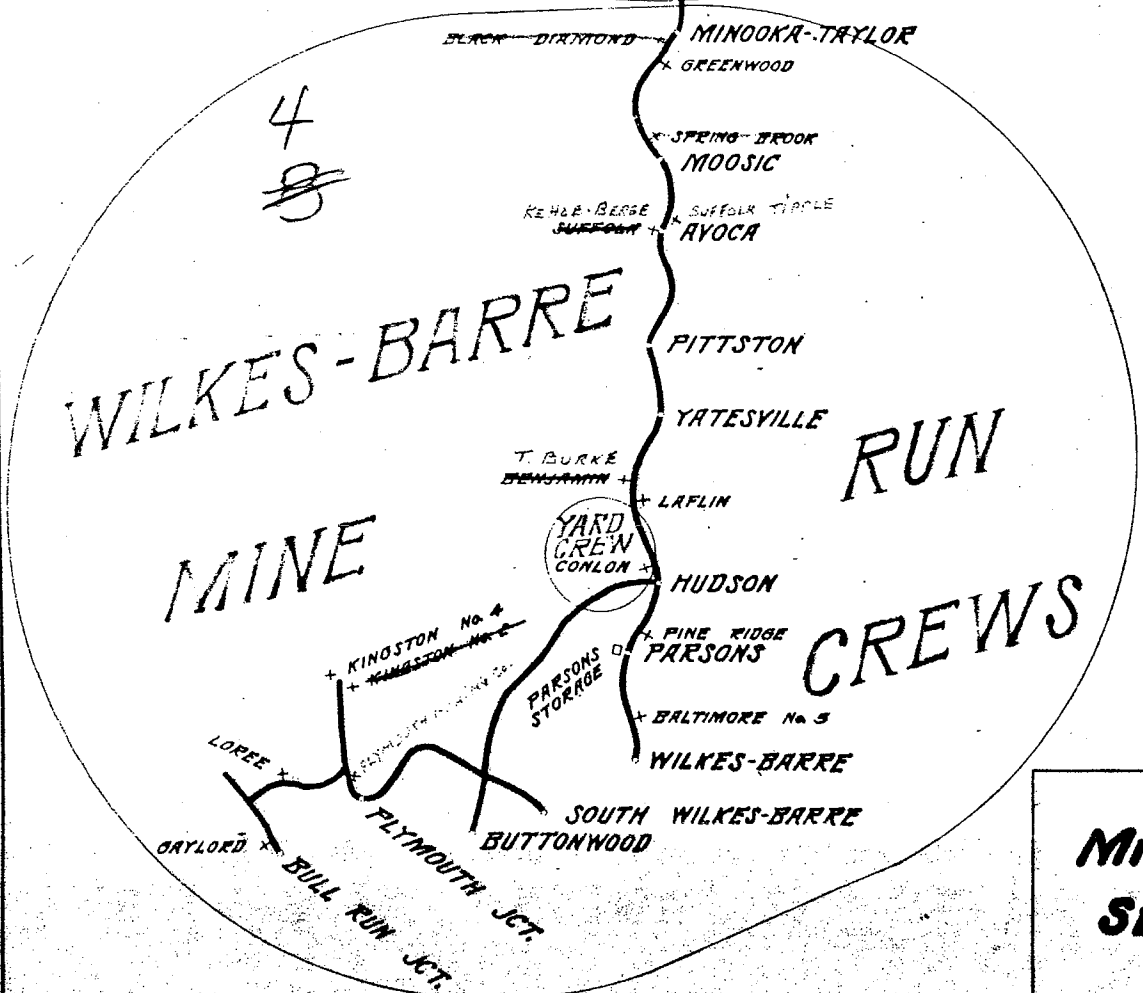 BLACK DIAMOND
MINOOKA-TAYLOR
GREENWOOD
4
8
SPRING BROOK
MOOSIC
KEHLE-BERGE
SUFFOLK TIPPLE
SUFFOLK
AVOCA
WILKES-BARRE
PITTSTON
YATESVILLE
RUN
T. BURKE
BENJAMIN
LAFLIN
YARD
CREW
CONLON
MINE
HUDSON
CREWS
KINGSTON No. 4
KINGSTON No. 2
PINE RIDGE
PARSONS
PARSONS
STORAGE
PLYMOUTH
BALTIMORE No 5
LOREE
WILKES-BARRE
SOUTH WILKES-BARRE
BUTTONWOOD
PLYMOUTH JCT.
GAYLORD
BULL RUN JCT.